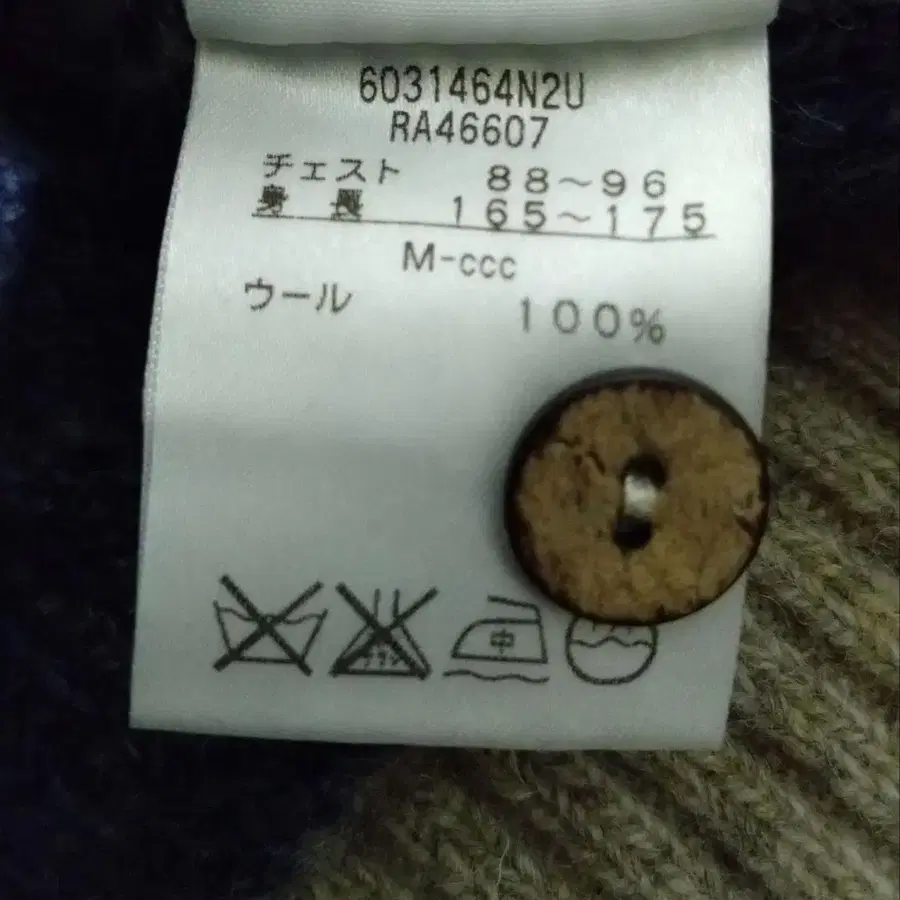 6031464N2U
RA46607
チェスト 88～96
身長 165～175
M-ccc
ウール 100%
中